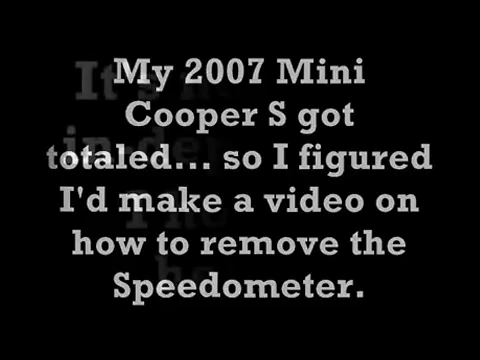 My 2007 Mini
Cooper S got
totaled... so I figured
I'd make a video on
how to remove the
Speedometer.